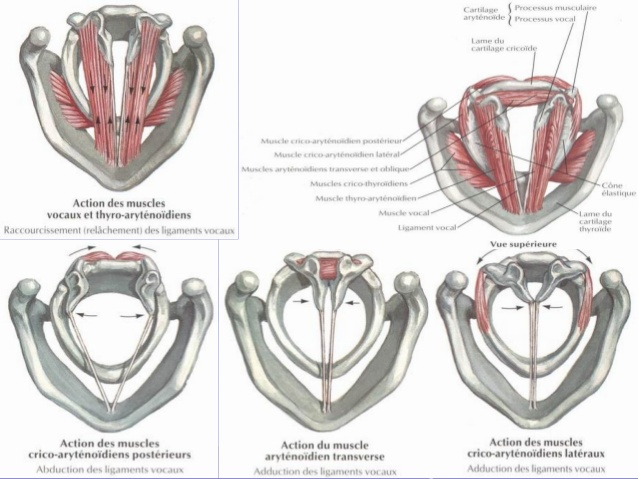 Action des muscles
vocaux et thyro-aryténoïdiens
Raccourcissement (relâchement) des ligaments vocaux
Cartilage
aryténoïde
Processus musculaire
Processus vocal
Lame du
cartilage cricoïde
Muscle crico-aryténoïdien postérieur
Muscle crico-aryténoïdien latéral
Muscles aryténoïdiens transverse et oblique
Muscles crico-thyroïdiens
Muscle thyro-aryténoïdien
Muscle vocal
Ligament vocal
Cône
élastique
Lame du
cartilage
thyroïde
Vue supérieure
Action des muscles
crico-aryténoïdiens postérieurs
Abduction des ligaments vocaux
Action du muscle
aryténoïdien transverse
Adduction des ligaments vocaux
Action des muscles
crico-aryténoïdiens latéraux
Adduction des ligaments vocaux